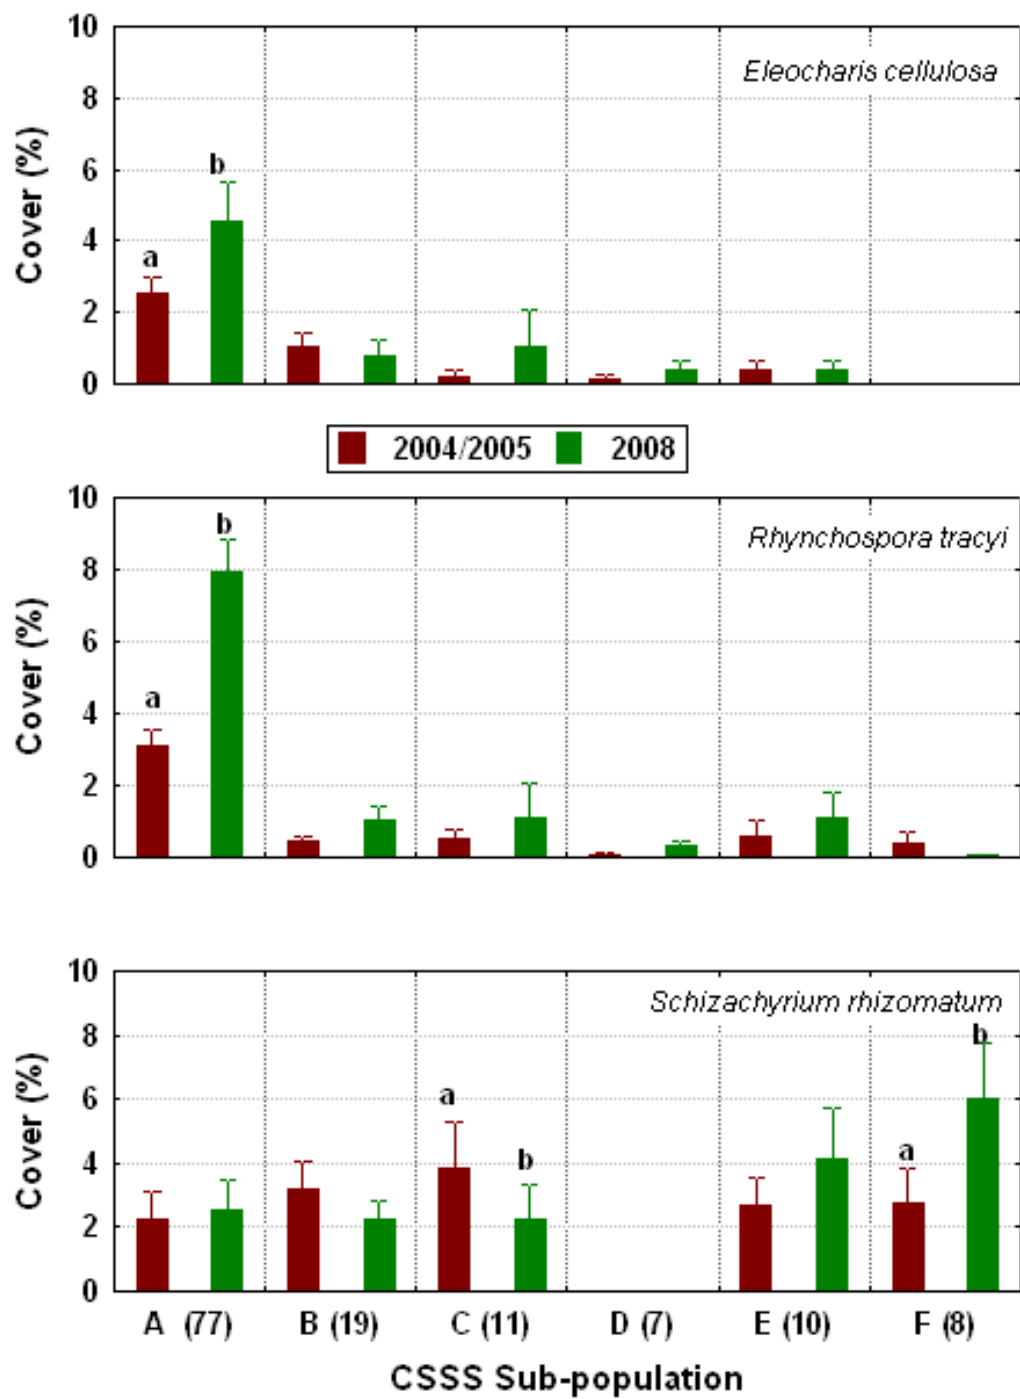 10
Eleocharis cellulosa
8
b
6
Cover (%)
a
4
2
0
2004/2005 2008
10
b
Rhynchospora tracyi
8
6
Cover (%)
a
4
2
0
10
Schizachyrium rhizomatum
8
b
6
Cover (%)
a
b
a
4
2
0
A (77) B (19) C (11) D (7) E (10) F (8)
CSSS Sub-population